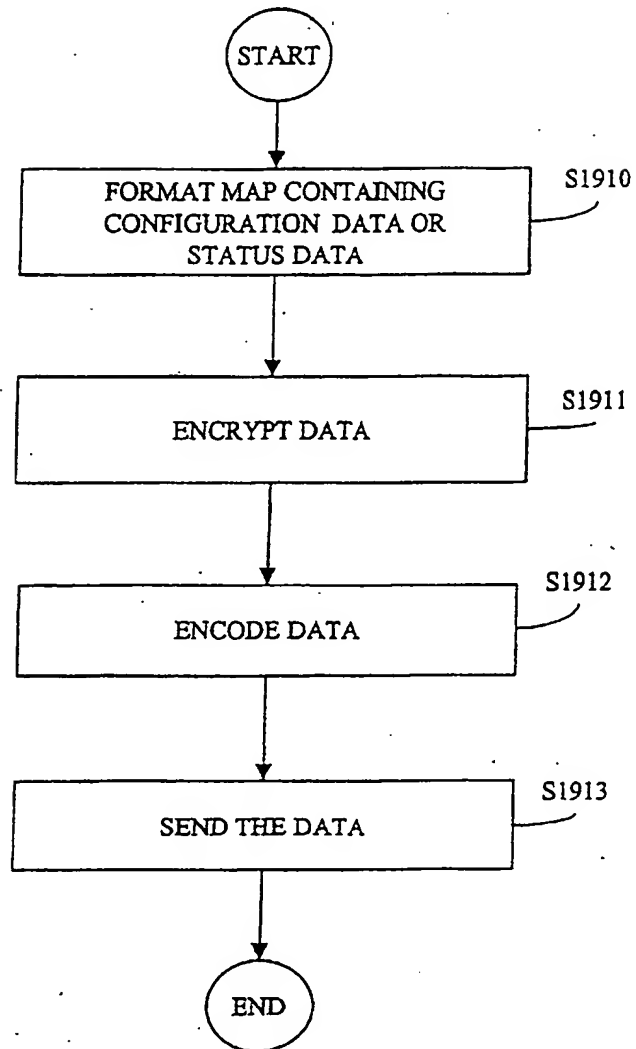 START
FORMAT MAP CONTAINING
CONFIGURATION DATA OR
STATUS DATA
S1910
ENCRYPT DATA
S1911
ENCODE DATA
S1912
SEND THE DATA
S1913
END